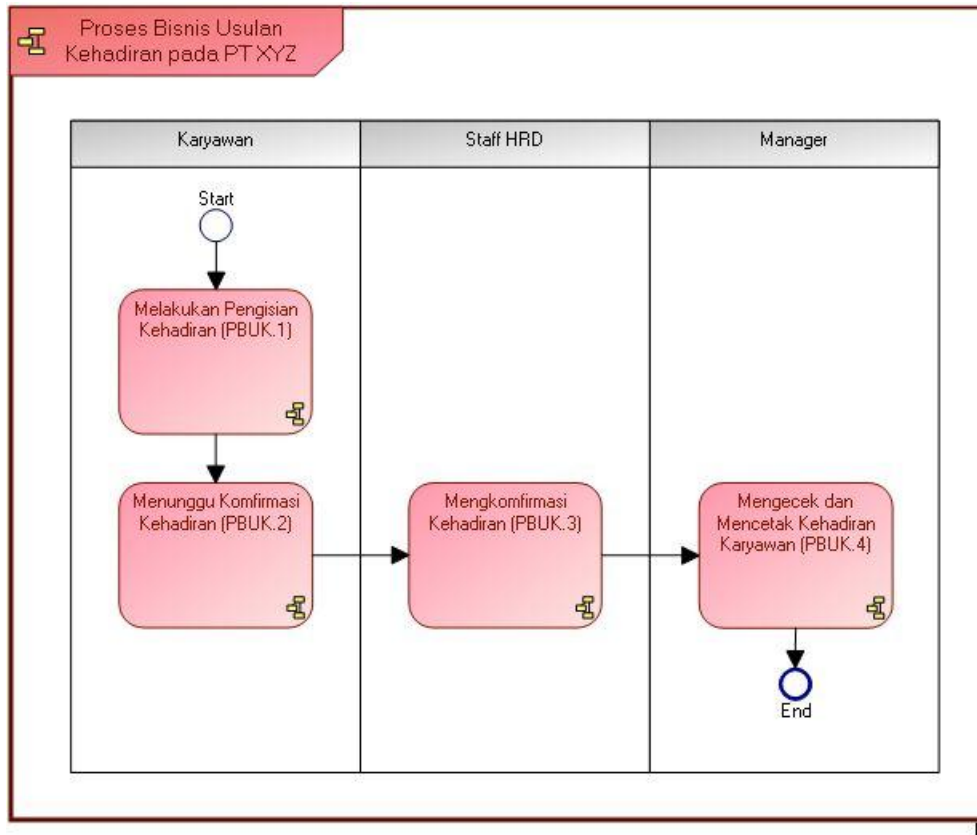 Proses Bisnis Usulan
Kehadiran pada PT XYZ
Karyawan
Staff HRD
Manager
Start
Melakukan Pengisian
Kehadiran (PBUK.1)
Menunggu Komfirmasi
Kehadiran (PBUK.2)
Mengkomfirmasi
Kehadiran (PBUK.3)
Mengecek dan
Mencetak Kehadiran
Karyawan (PBUK.4)
End